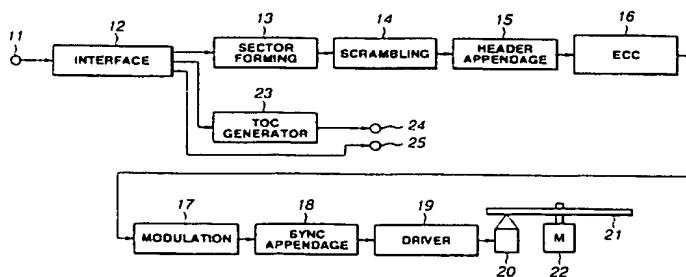 11
12
INTERFACE
13
SECTOR
FORMING
14
SCRAMBLING
15
HEADER
APPENDAGE
16
ECC
23
TOC
GENERATOR
24
25
17
MODULATION
18
SYNC
APPENDAGE
19
DRIVER
20
M
22
21